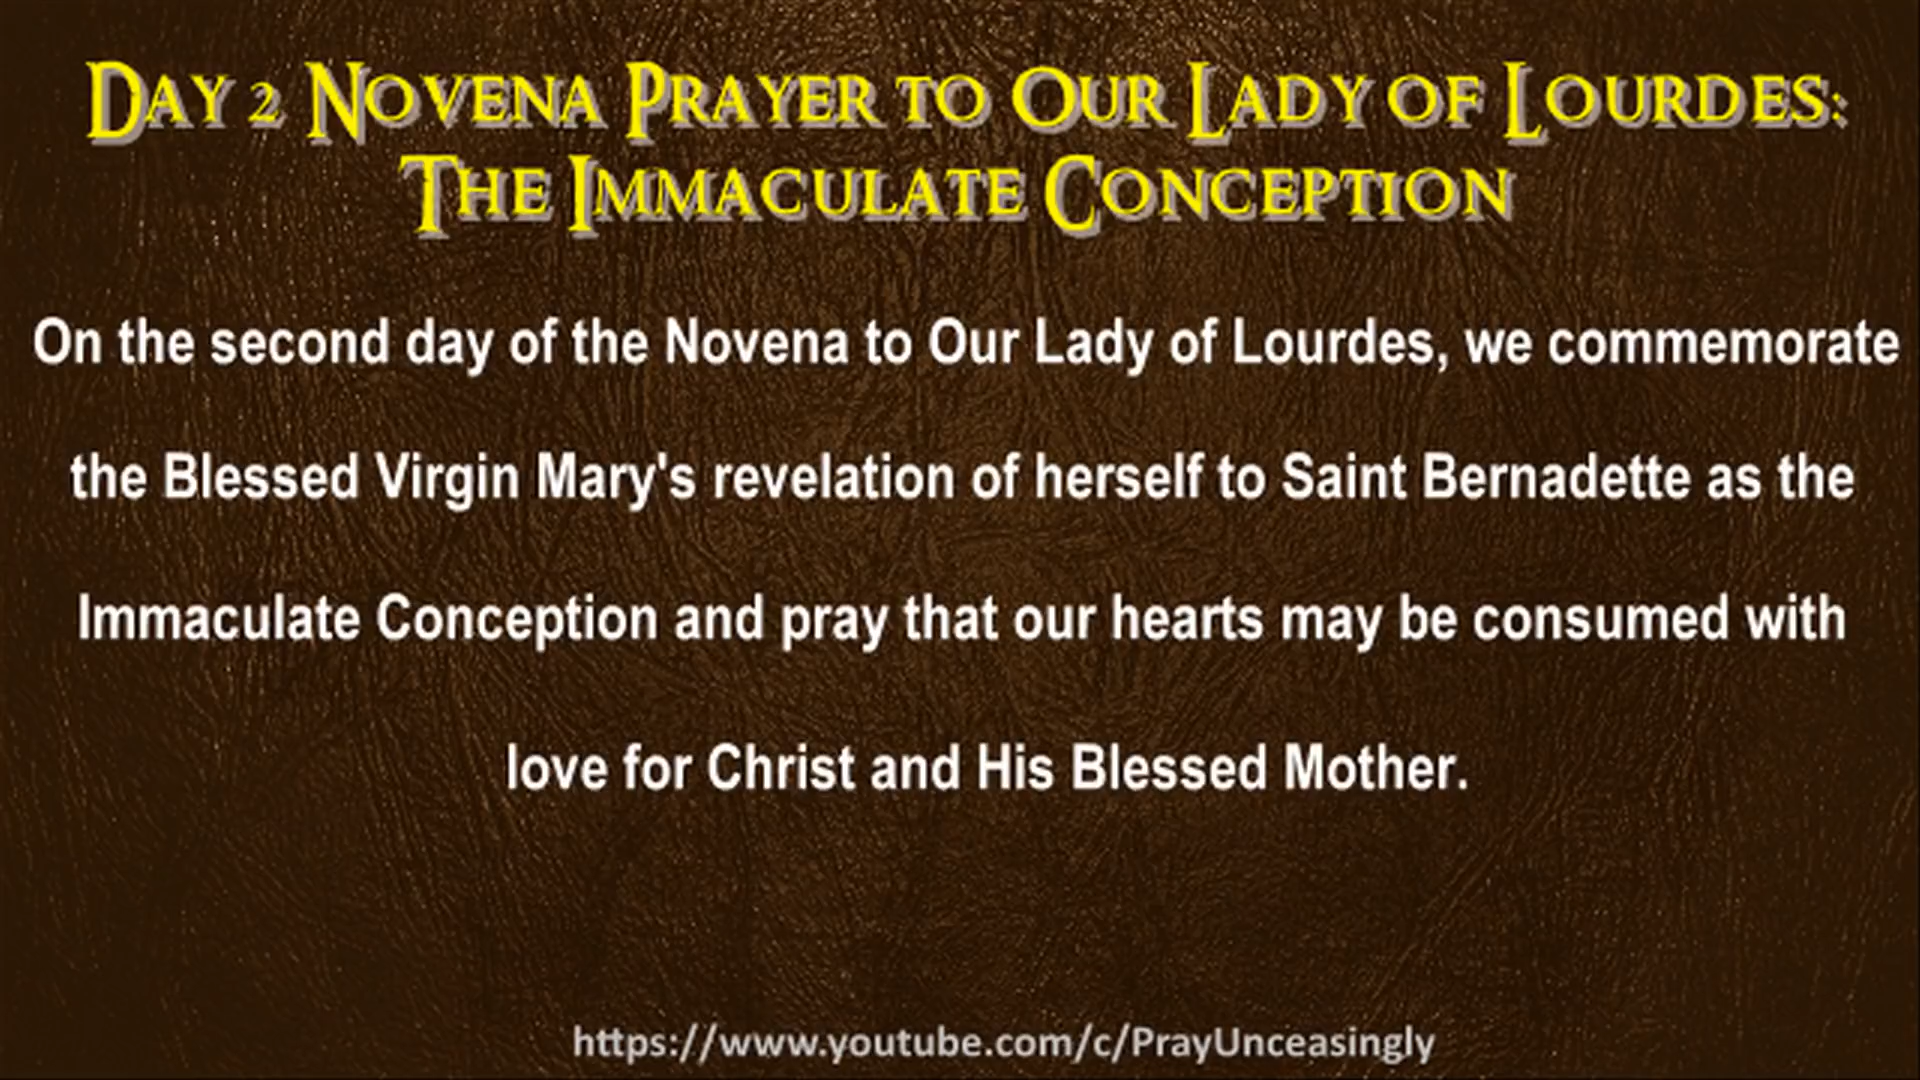 Day 2 Novena Prayer to Our Lady of Lourdes:
The Immaculate Conception
On the second day of the Novena to Our Lady of Lourdes, we commemorate
the Blessed Virgin Mary's revelation of herself to Saint Bernadette as the
Immaculate Conception and pray that our hearts may be consumed with
love for Christ and His Blessed Mother.
https://www.youtube.com/c/PrayUnceasingly